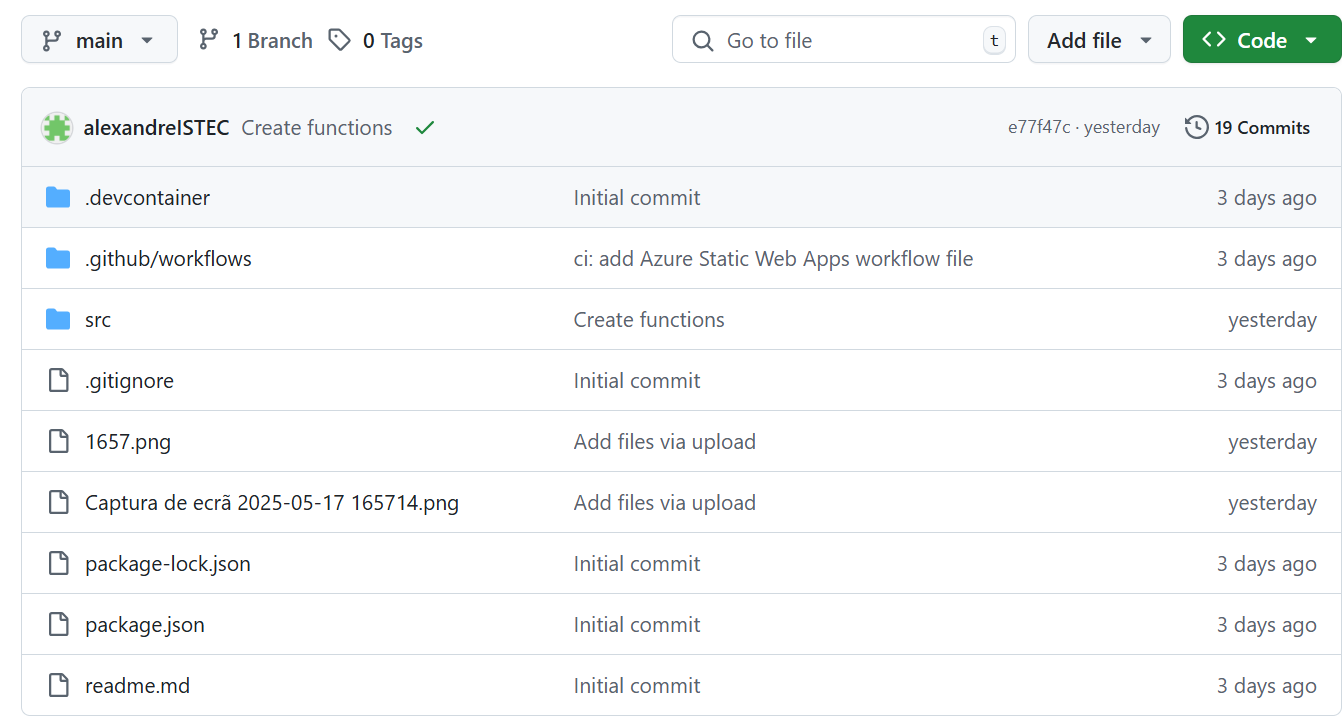 main 1 Branch 0 Tags Go to file t Add file Code
alexandreISTEC Create functions e77f47c · yesterday 19 Commits
.devcontainer Initial commit 3 days ago
.github/workflows ci: add Azure Static Web Apps workflow file 3 days ago
src Create functions yesterday
.gitignore Initial commit 3 days ago
1657.png Add files via upload yesterday
Captura de ecrã 2025-05-17 165714.png Add files via upload yesterday
package-lock.json Initial commit 3 days ago
package.json Initial commit 3 days ago
readme.md Initial commit 3 days ago